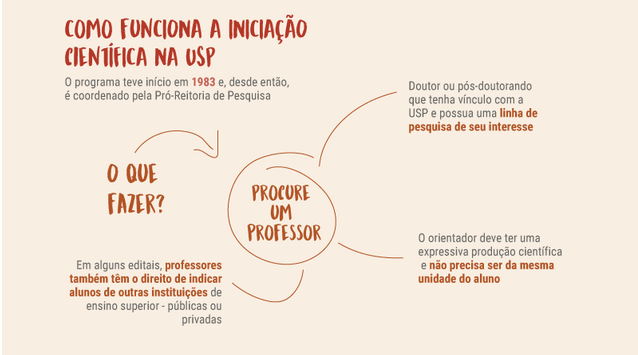 COMO FUNCIONA A INICIAÇÃO
CIENTÍFICA NA USP
O programa teve início em 1983 e, desde então,
é coordenado pela Pró-Reitoria de Pesquisa
Doutor ou pós-doutorando
que tenha vínculo com a
USP e possua uma linha de
pesquisa de seu interesse
O QUE
FAZER?
PROCURE
UM
PROFESSOR
O orientador deve ter uma
expressiva produção científica
e não precisa ser da mesma
unidade do aluno
Em alguns editais, professores
também têm o direito de indicar
alunos de outras instituições de
ensino superior - públicas ou
privadas